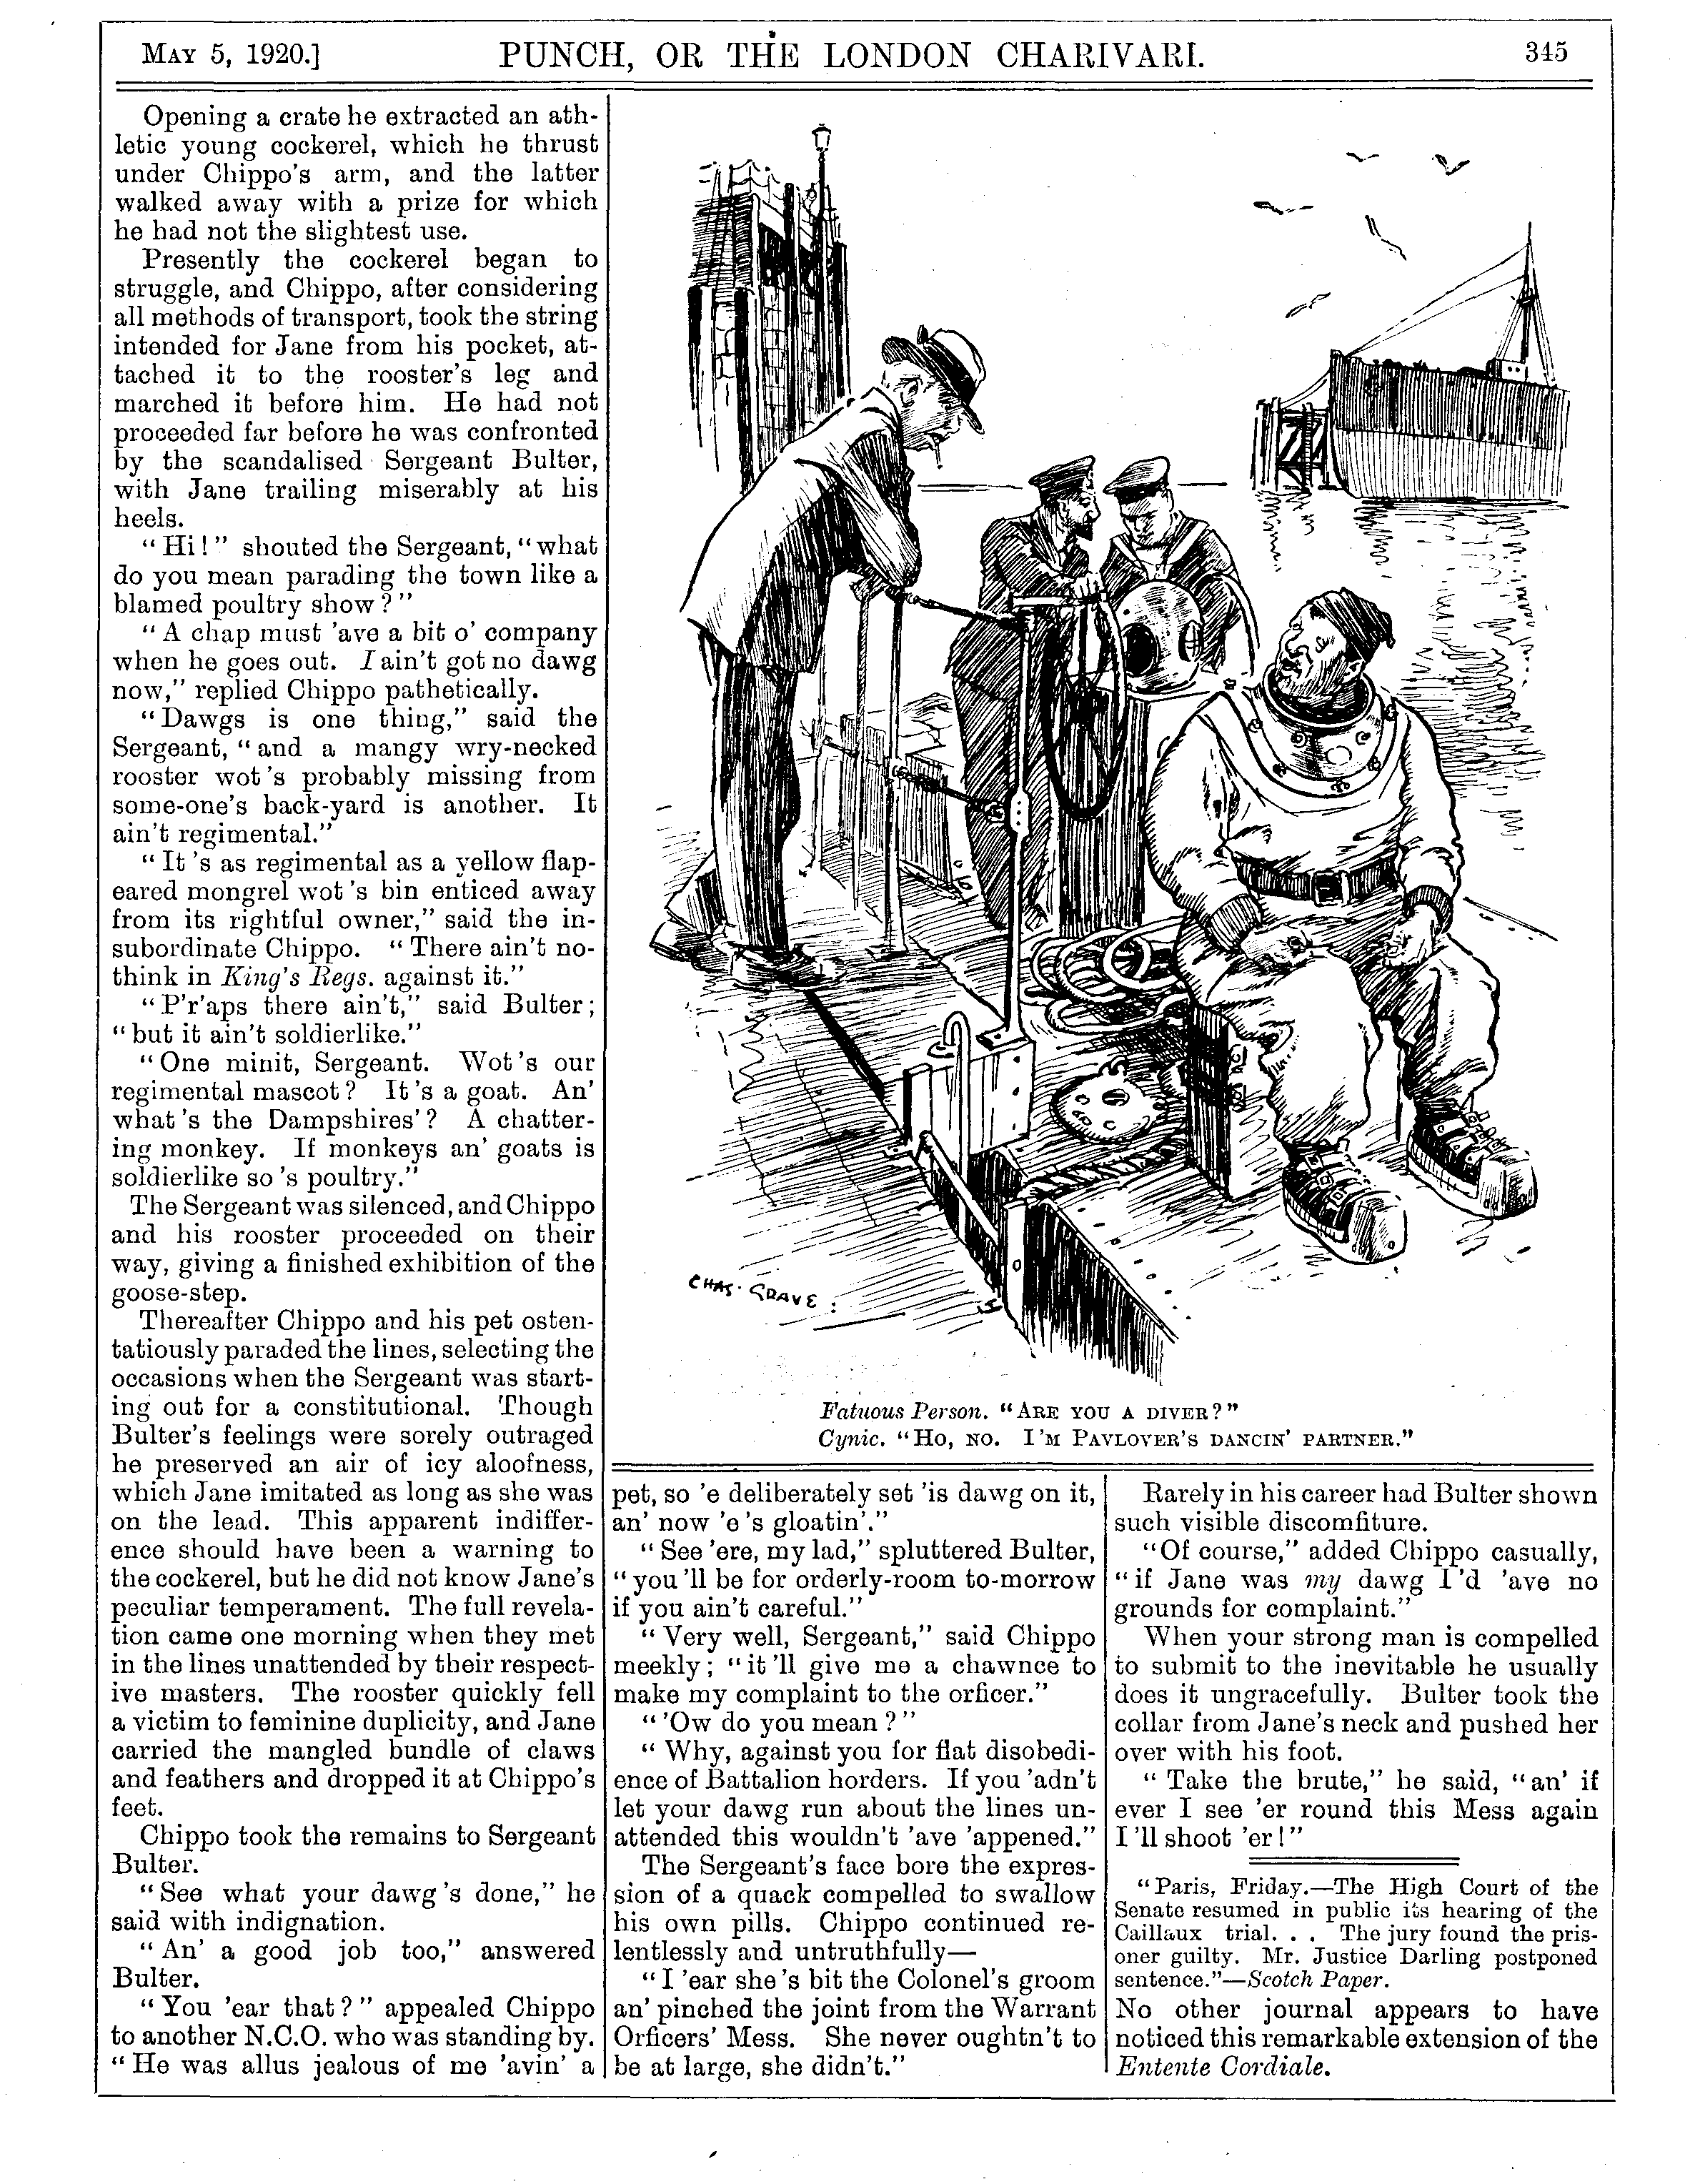 MAY 5, 1920.]
PUNCH, OR THE LONDON CHARIVARI.
345
Opening a crate he extracted an ath-
letic young cockerel, which he thrust
under Chippo's arm, and the latter
walked away with a prize for which
he had not the slightest use.
Presently the cockerel began to
struggle, and Chippo, after considering
all methods of transport, took the string
intended for Jane from his pocket, at-
tached it to the rooster's leg and
marched it before him. He had not
proceeded far before he was confronted
by the scandalised Sergeant Bulter,
with Jane trailing miserably at his
heels.
"Hi!" shouted the Sergeant, "what
do you mean parading the town like a
blamed poultry show?"
"A chap must 'ave a bit o' company
when he goes out. I ain't got no dawg
now," replied Chippo pathetically.
"Dawgs is one thing," said the
Sergeant, "and a mangy wry-necked
rooster wot's probably missing from
some-one's back-yard is another. It
ain't regimental."
"It's as regimental as a yellow flap-
eared mongrel wot's bin enticed away
from its rightful owner," said the in-
subordinate Chippo. "There ain't no-
think in King's Regs. against it."
"P'r'aps there ain't," said Bulter;
"but it ain't soldierlike."
"One minit, Sergeant. Wot's our
regimental mascot? It's a goat. An'
what's the Dampshires'? A chatter-
ing monkey. If monkeys an' goats is
soldierlike so's poultry."
The Sergeant was silenced, and Chippo
and his rooster proceeded on their
way, giving a finished exhibition of the
goose-step.
Thereafter Chippo and his pet osten-
tatiously paraded the lines, selecting the
occasions when the Sergeant was start-
ing out for a constitutional. Though
Bulter's feelings were sorely outraged
he preserved an air of icy aloofness,
which Jane imitated as long as she was
on the lead. This apparent indiffer-
ence should have been a warning to
the cockerel, but he did not know Jane's
peculiar temperament. The full revela-
tion came one morning when they met
in the lines unattended by their respect-
ive masters. The rooster quickly fell
a victim to feminine duplicity, and Jane
carried the mangled bundle of claws
and feathers and dropped it at Chippo's
feet.
Chippo took the remains to Sergeant
Bulter.
"See what your dawg's done," he
said with indignation.
"An' a good job too," answered
Bulter.
"You 'ear that?" appealed Chippo
to another N.C.O. who was standing by.
"He was allus jealous of me 'avin' a
CHAS. GRAVE.
Fatuous Person. "ARE YOU A DIVER?"
Cynic. "HO, NO. I'M PAVLOVER'S DANCIN' PARTNER."
pet, so 'e deliberately set 'is dawg on it,
an' now 'e's gloatin'."
"See 'ere, my lad," spluttered Bulter,
"you'll be for orderly-room to-morrow
if you ain't careful."
"Very well, Sergeant," said Chippo
meekly; "it'll give me a chawnce to
make my complaint to the orficer."
"'Ow do you mean?"
"Why, against you for flat disobedi-
ence of Battalion horders. If you 'adn't
let your dawg run about the lines un-
attended this wouldn't 'ave 'appened."
The Sergeant's face bore the expres-
sion of a quack compelled to swallow
his own pills. Chippo continued re-
lentlessly and untruthfully—
"I 'ear she's bit the Colonel's groom
an' pinched the joint from the Warrant
Orficers' Mess. She never oughtn't to
be at large, she didn't."
Rarely in his career had Bulter shown
such visible discomfiture.
"Of course," added Chippo casually,
"if Jane was my dawg I'd 'ave no
grounds for complaint."
When your strong man is compelled
to submit to the inevitable he usually
does it ungracefully. Bulter took the
collar from Jane's neck and pushed her
over with his foot.
"Take the brute," he said, "an' if
ever I see 'er round this Mess again
I'll shoot 'er!"
"Paris, Friday.—The High Court of the
Senate resumed in public its hearing of the
Caillaux trial. . . The jury found the pris-
oner guilty. Mr. Justice Darling postponed
sentence."—Scotch Paper.
No other journal appears to have
noticed this remarkable extension of the
Entente Cordiale.